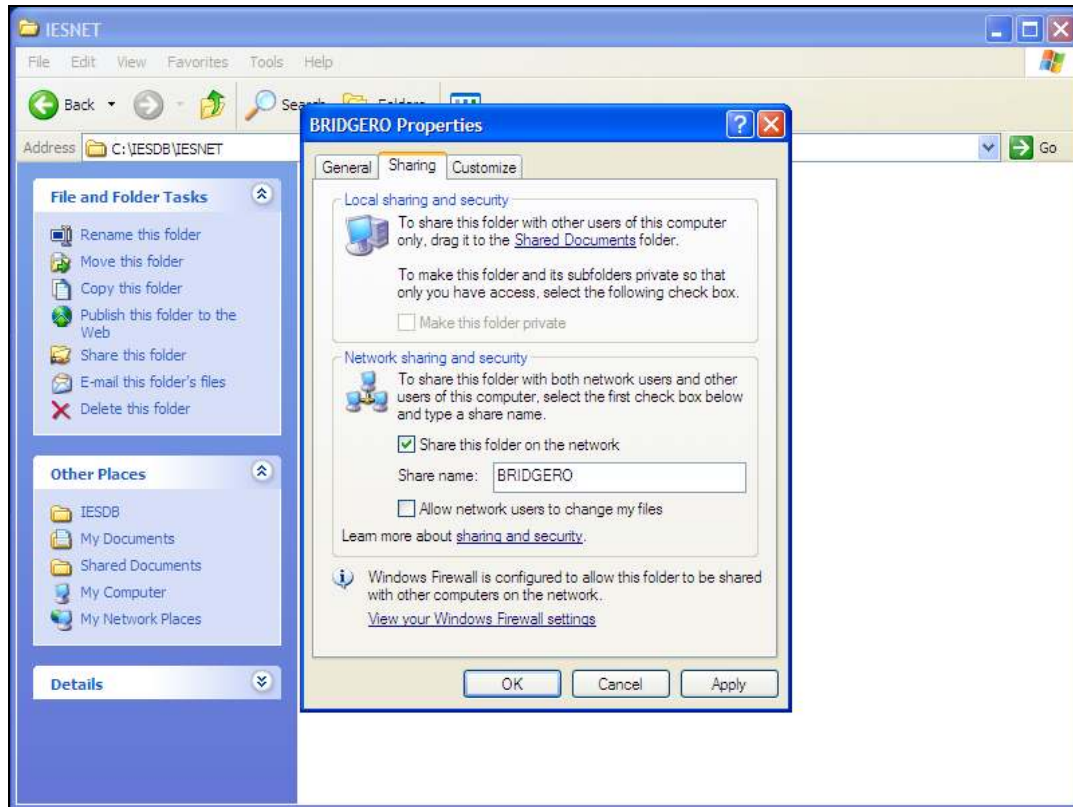 IESNET
File Edit View Favorites Tools Help
Back
Address C:\IESDB\IESNET Go
File and Folder Tasks
Rename this folder
Move this folder
Copy this folder
Publish this folder to the
Web
Share this folder
E-mail this folder's files
Delete this folder
Other Places
IESDB
My Documents
Shared Documents
My Computer
My Network Places
Details
BRIDGERO Properties
General Sharing Customize
Local sharing and security
To share this folder with other users of this computer
only, drag it to the Shared Documents folder.
To make this folder and its subfolders private so that
only you have access, select the following check box.
Make this folder private
Network sharing and security
To share this folder with both network users and other
users of this computer, select the first check box below
and type a share name.
Share this folder on the network
Share name: BRIDGERO
Allow network users to change my files
Learn more about sharing and security.
Windows Firewall is configured to allow this folder to be shared
with other computers on the network.
View your Windows Firewall settings
OK Cancel Apply